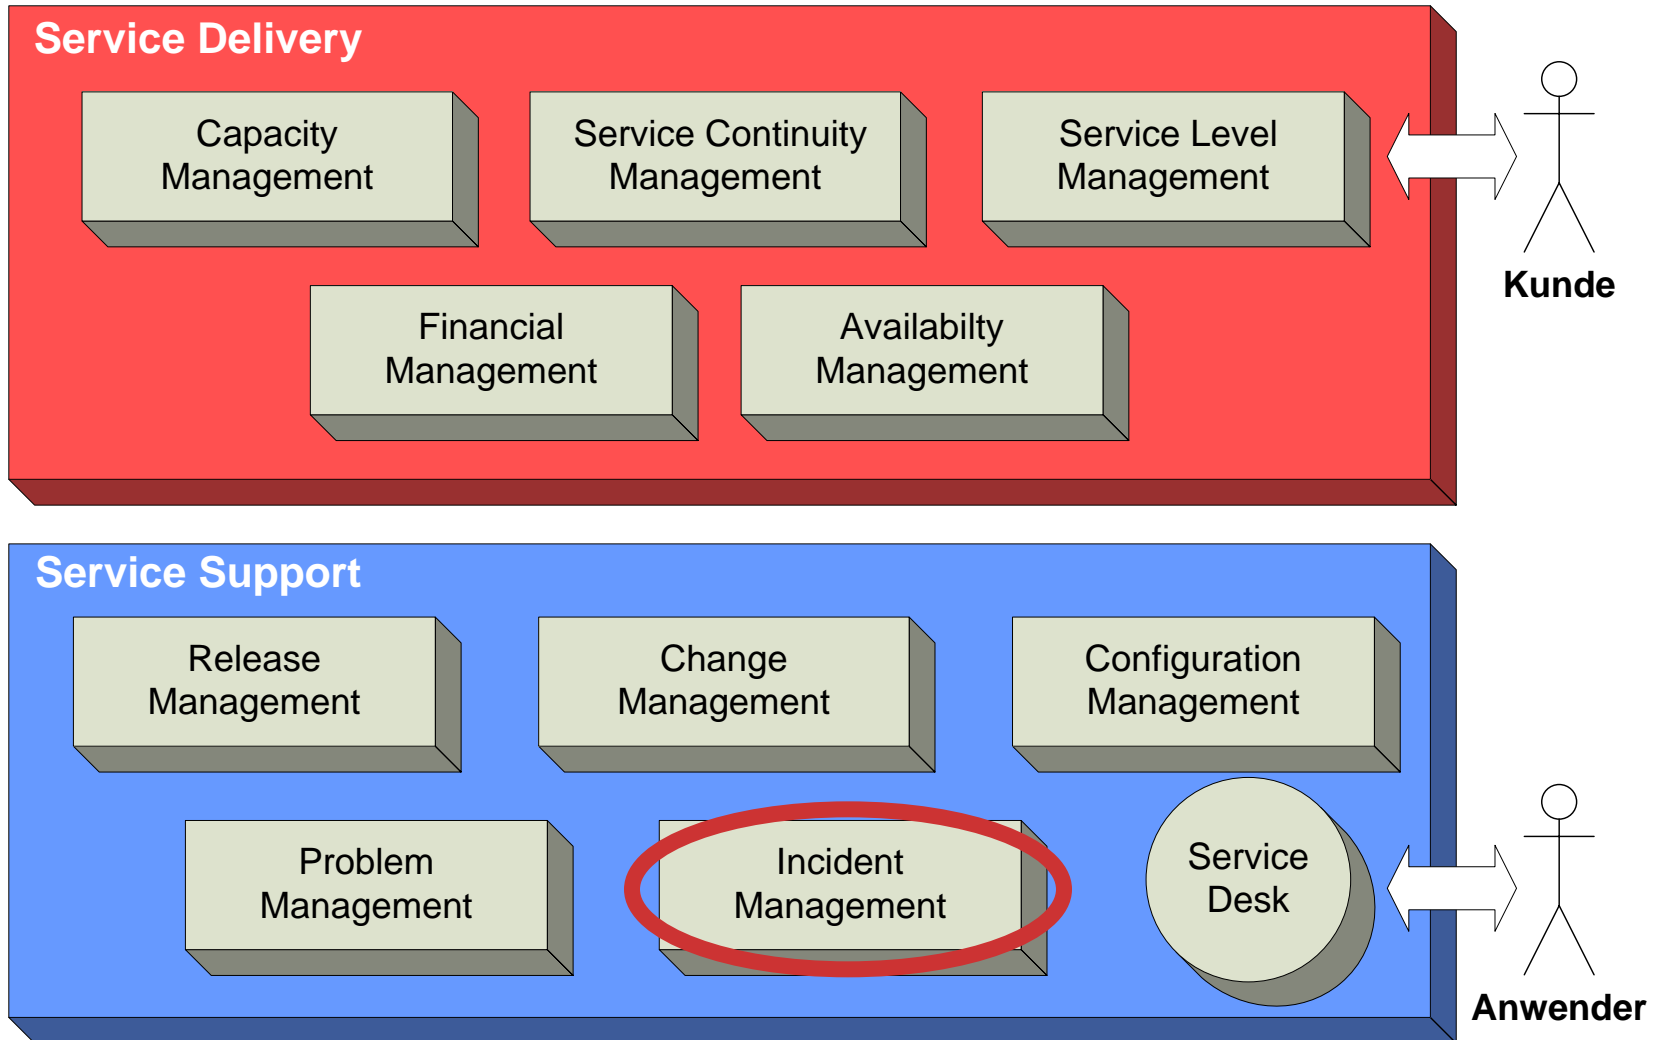 Service Delivery
Capacity
Management
Service Continuity
Management
Service Level
Management
Kunde
Financial
Management
Availabilty
Management
Service Support
Release
Management
Change
Management
Configuration
Management
Problem
Management
Incident
Management
Service
Desk
Anwender